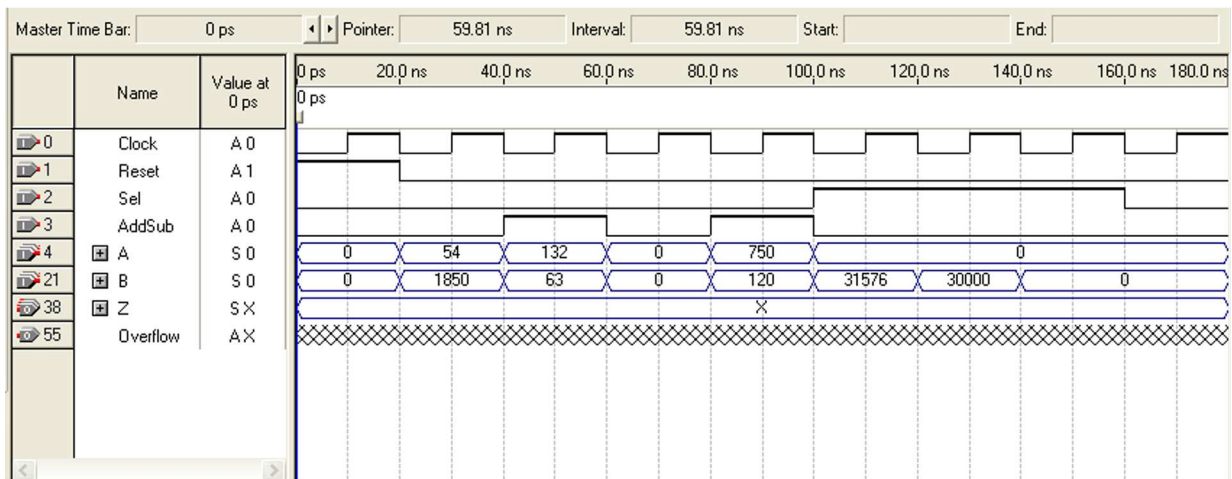 Master Time Bar: 0 ps Pointer: 59.81 ns Interval: 59.81 ns Start: End:
Name Value at 0 ps
0 ps 20.0 ns 40.0 ns 60.0 ns 80.0 ns 100.0 ns 120.0 ns 140.0 ns 160.0 ns 180.0 ns
0 ps
0 Clock A 0
1 Reset A 1
2 Sel A 0
3 AddSub A 0
4 A S 0 0 54 132 0 750 0
21 B S 0 0 1850 63 0 120 31576 30000 0
38 Z S X X
55 Overflow A X